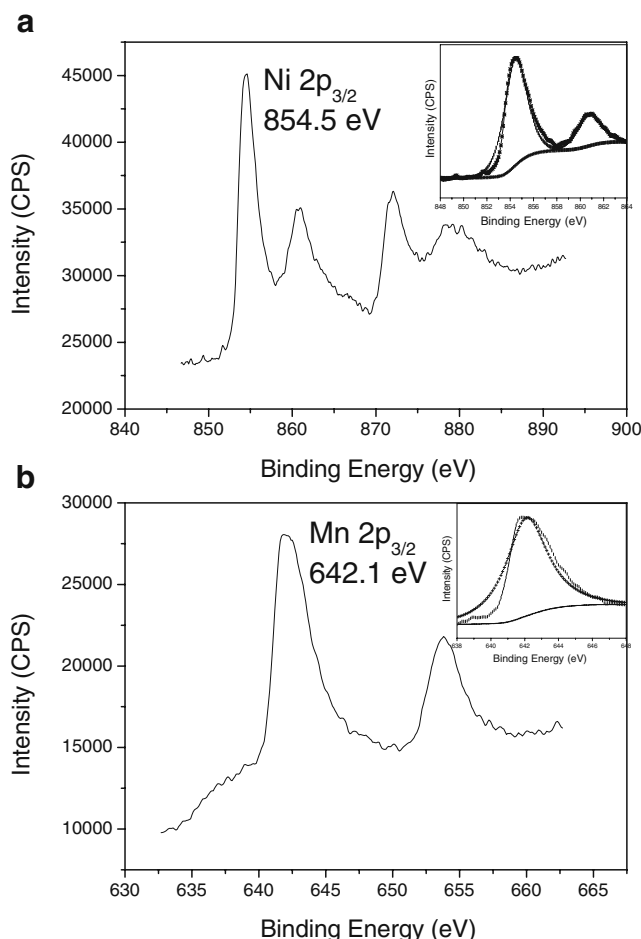 a
Ni 2p3/2
854.5 eV
Intensity (CPS)
45000
40000
35000
30000
25000
20000
840 850 860 870 880 890 900
Binding Energy (eV)
Intensity (CPS)
848 850 852 854 856 858 860 862 864
Binding Energy (eV)
b
Mn 2p3/2
642.1 eV
Intensity (CPS)
30000
25000
20000
15000
10000
630 635 640 645 650 655 660 665
Binding Energy (eV)
Intensity (CPS)
638 640 642 644 646 648
Binding Energy (eV)